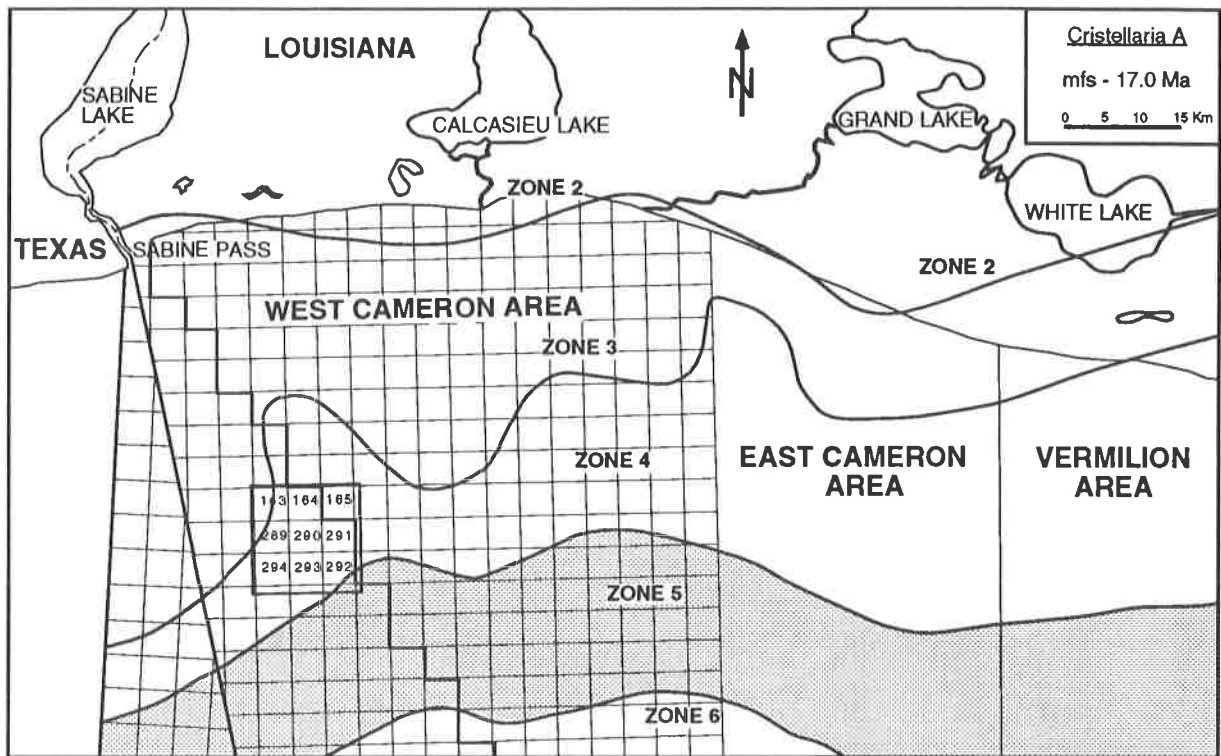 LOUISIANA
SABINE
LAKE
CALCASIEU LAKE
N
GRAND LAKE
Cristellaria A
mfs - 17.0 Ma
0 5 10 15 Km
ZONE 2
WHITE LAKE
TEXAS
SABINE PASS
ZONE 2
WEST CAMERON AREA
ZONE 3
ZONE 4
EAST CAMERON
AREA
VERMILION
AREA
163 164 165
289 290 291
294 293 292
ZONE 5
ZONE 6